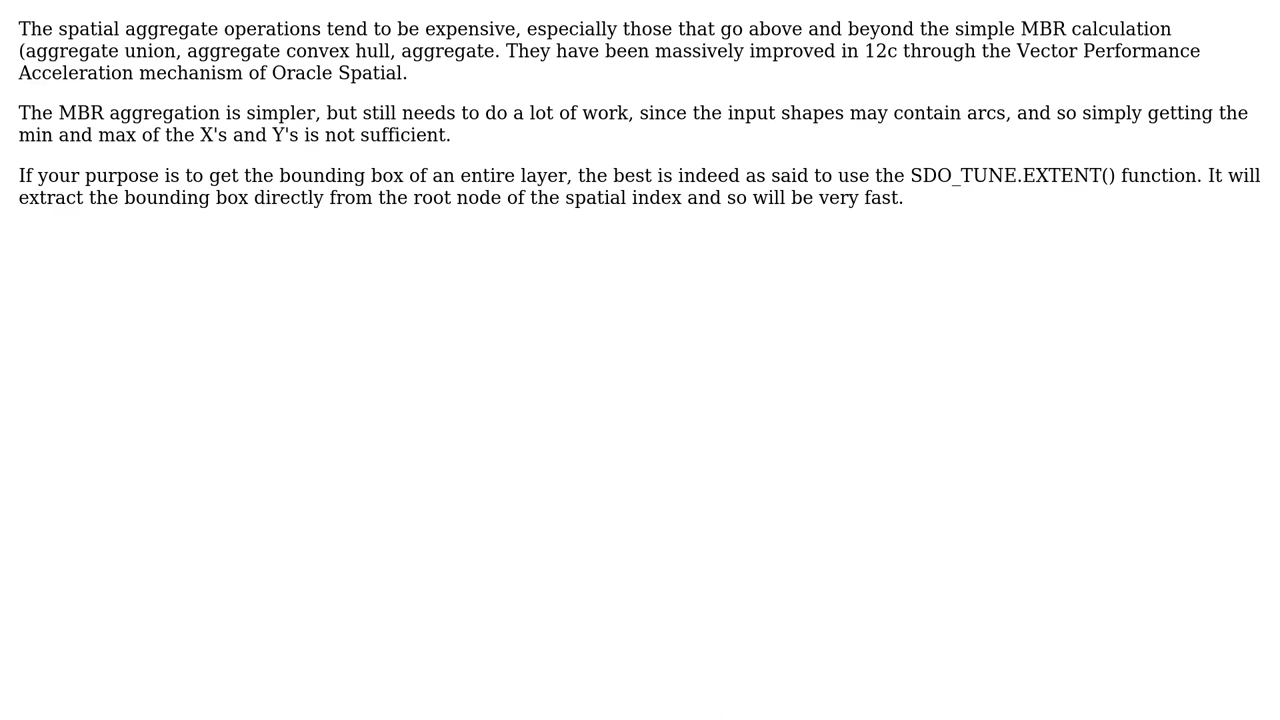 The spatial aggregate operations tend to be expensive, especially those that go above and beyond the simple MBR calculation
(aggregate union, aggregate convex hull, aggregate. They have been massively improved in 12c through the Vector Performance
Acceleration mechanism of Oracle Spatial.
The MBR aggregation is simpler, but still needs to do a lot of work, since the input shapes may contain arcs, and so simply getting the
min and max of the X's and Y's is not sufficient.
If your purpose is to get the bounding box of an entire layer, the best is indeed as said to use the SDO_TUNE.EXTENT() function. It will
extract the bounding box directly from the root node of the spatial index and so will be very fast.